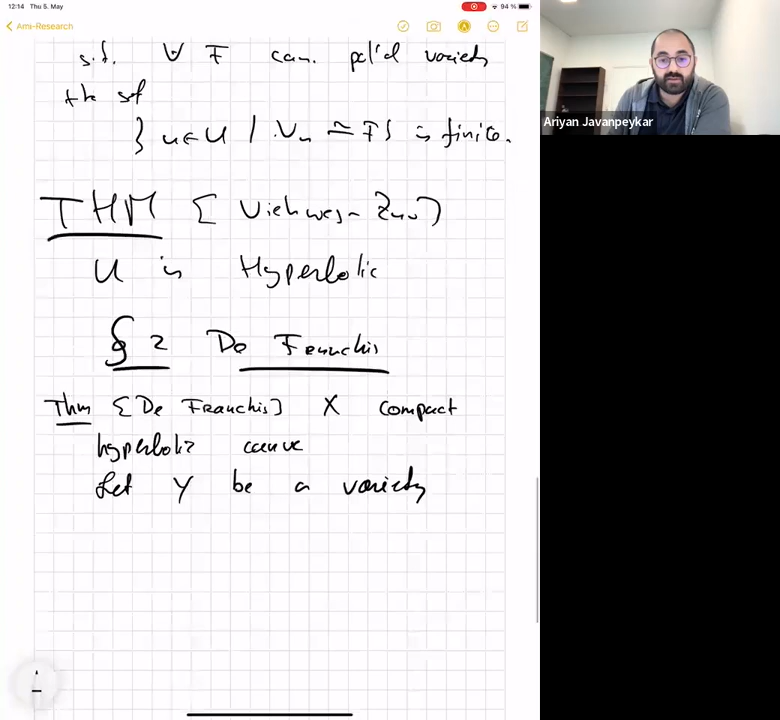 12:14 Thu 5. May
94 %
Ami-Research
s.t. ∀ F can. pol'd variety
the set
{ u ∈ U | V_u ≅ F } is finite.
THM [Viehweg-Zuo]
U is Hyperbolic
§ 2 De Franchis
Thm [De Franchis] X compact
hyperbolic curve
Let Y be a variety
Ariyan Javanpeykar